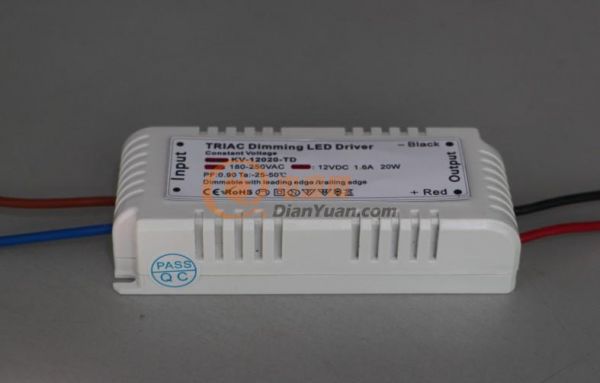 TRIAC Dimming LED Driver
Constant Voltage
KV-12020-TD
180-250VAC : 12VDC 1.6A 20W
PF:0.90 Ta:-25-50℃
Dimmable with leading edge /trailing edge
CE RoHS
Input
Output
− Black
+ Red
DianYuan.com
PASS
QC